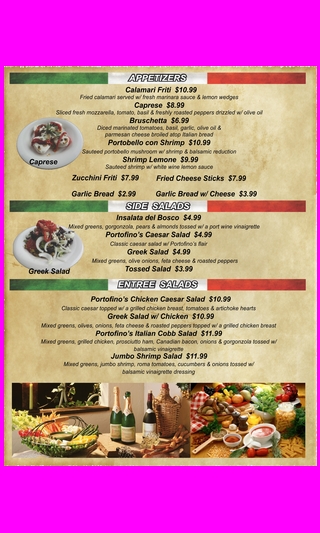 APPETIZERS
Calamari Friti $10.99
Fried calamari served w/ fresh marinara sauce & lemon wedges
Caprese $8.99
Sliced fresh mozzarella, tomato, basil & freshly roasted peppers drizzled w/ olive oil
Bruschetta $6.99
Diced marinated tomatoes, basil, garlic, olive oil &
parmesan cheese broiled atop Italian bread
Portobello con Shrimp $10.99
Sauteed portobello mushroom w/ shrimp & balsamic reduction
Shrimp Lemone $9.99
Sauteed shrimp w/ white wine lemon sauce
Caprese
Zucchini Friti $7.99 Fried Cheese Sticks $7.99
Garlic Bread $2.99 Garlic Bread w/ Cheese $3.99
SIDE SALADS
Insalata del Bosco $4.99
Mixed greens, gorgonzola, pears & almonds tossed w/ a port wine vinaigrette
Portofino's Caesar Salad $4.99
Classic caesar salad w/ Portofino's flair
Greek Salad $4.99
Mixed greens, olive onions, feta cheese & roasted peppers
Tossed Salad $3.99
Greek Salad
ENTREE SALADS
Portofino's Chicken Caesar Salad $10.99
Classic caesar topped w/ a grilled chicken breast, tomatoes & artichoke hearts
Greek Salad w/ Chicken $10.99
Mixed greens, olives, onions, feta cheese & roasted peppers topped w/ a grilled chicken breast
Portofino's Italian Cobb Salad $11.99
Mixed greens, grilled chicken, prosciutto ham, Canadian bacon, onions & gorgonzola tossed w/
balsamic vinaigrette
Jumbo Shrimp Salad $11.99
Mixed greens, jumbo shrimp, roma tomatoes, cucumbers & onions tossed w/
balsamic vinaigrette dressing